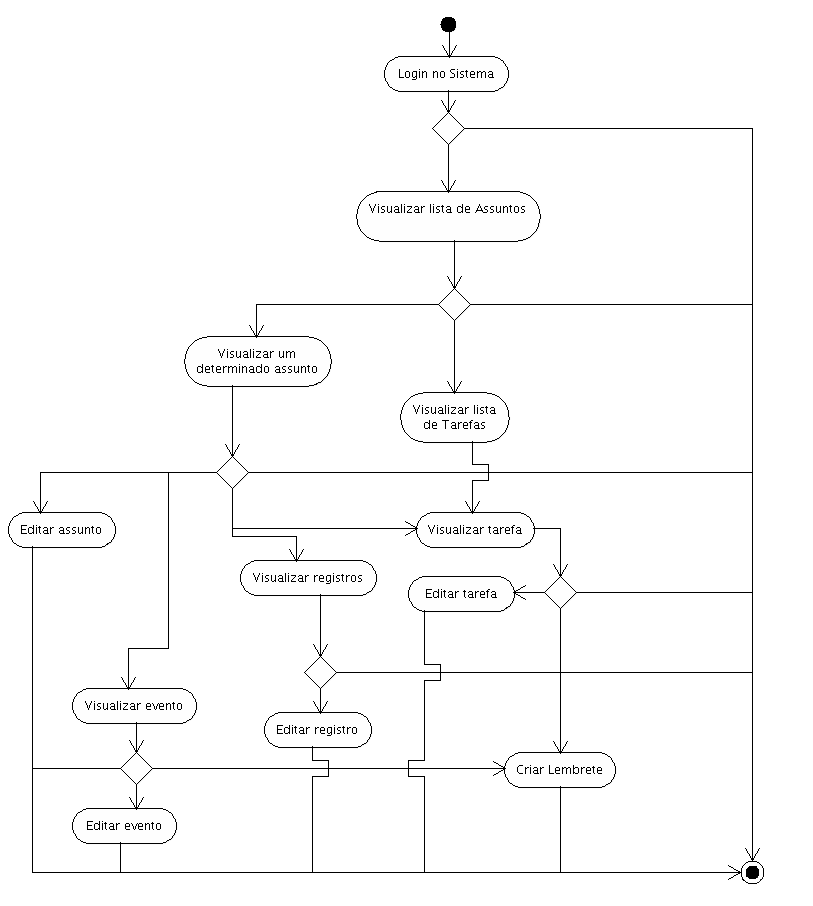 Login no Sistema
Visualizar lista de Assuntos
Visualizar um
determinado assunto
Visualizar lista
de Tarefas
Editar assunto
Visualizar tarefa
Visualizar registros
Editar tarefa
Visualizar evento
Editar registro
Criar Lembrete
Editar evento